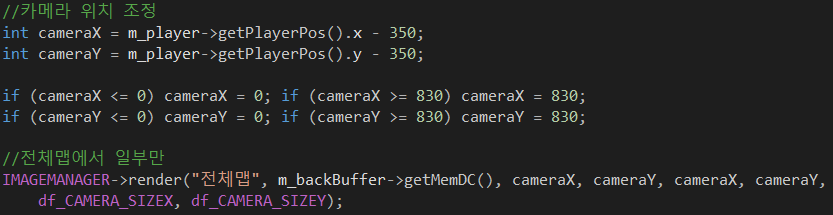 //카메라 위치 조정
int cameraX = m_player->getPlayerPos().x - 350;
int cameraY = m_player->getPlayerPos().y - 350;
if (cameraX <= 0) cameraX = 0; if (cameraX >= 830) cameraX = 830;
if (cameraY <= 0) cameraY = 0; if (cameraY >= 830) cameraY = 830;
//전체맵에서 일부만
IMAGEMANAGER->render("전체맵", m_backBuffer->getMemDC(), cameraX, cameraY, cameraX, cameraY,
df_CAMERA_SIZEX, df_CAMERA_SIZEY);